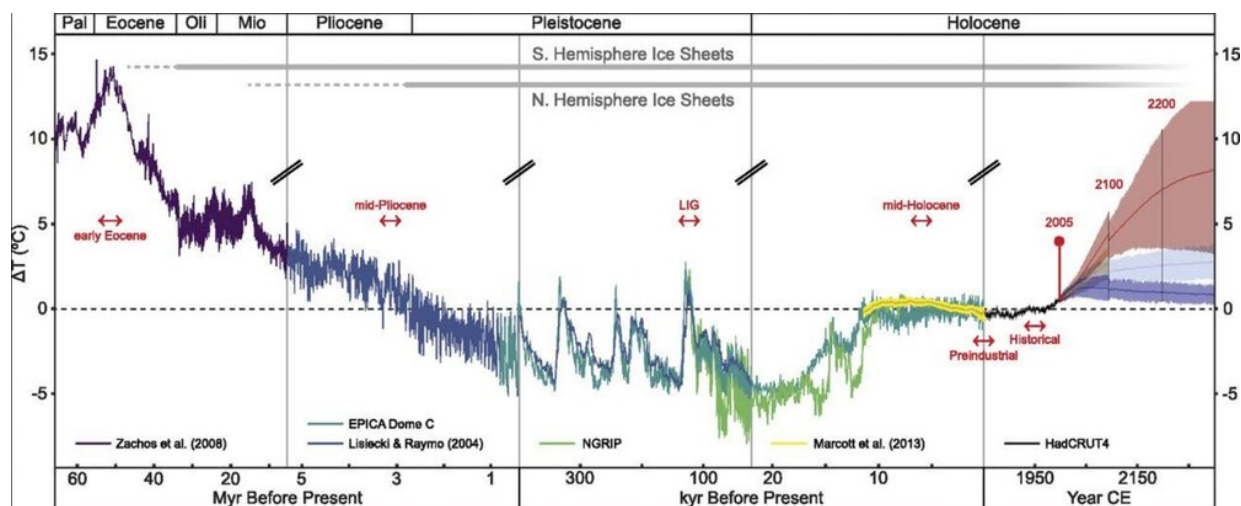 Pal Eocene Oli Mio Pliocene Pleistocene Holocene
15 S. Hemisphere Ice Sheets 15
N. Hemisphere Ice Sheets
2200
10 10
2100
mid-Pliocene LIG mid-Holocene
2005
5 5
early Eocene
ΔT (ºC)
0 0
Historical
Preindustrial
-5 -5
EPICA Dome C
Zachos et al. (2008) Lisiecki & Raymo (2004) NGRIP Marcott et al. (2013) HadCRUT4
60 40 20 5 3 1 300 100 20 10 1950 2150
Myr Before Present kyr Before Present Year CE